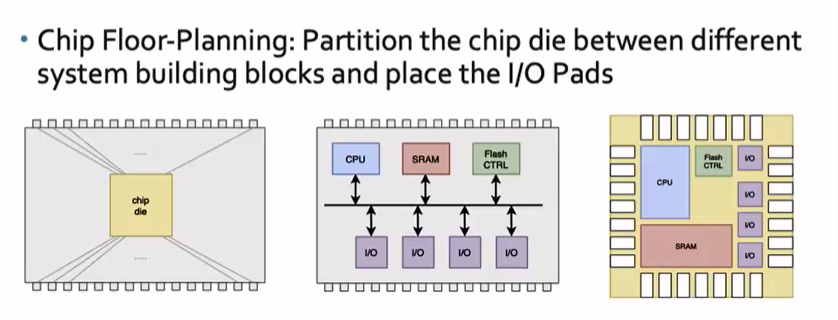 • Chip Floor-Planning: Partition the chip die between different
system building blocks and place the I/O Pads
.....
chip
die
.....
CPU
SRAM
Flash
CTRL
I/O
I/O
I/O
I/O
CPU
Flash
CTRL
I/O
I/O
I/O
SRAM
I/O